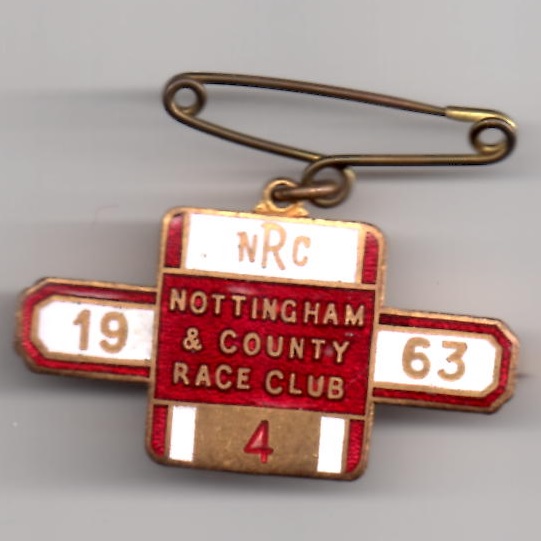 NRC
NOTTINGHAM
& COUNTY
RACE CLUB
19 63
4